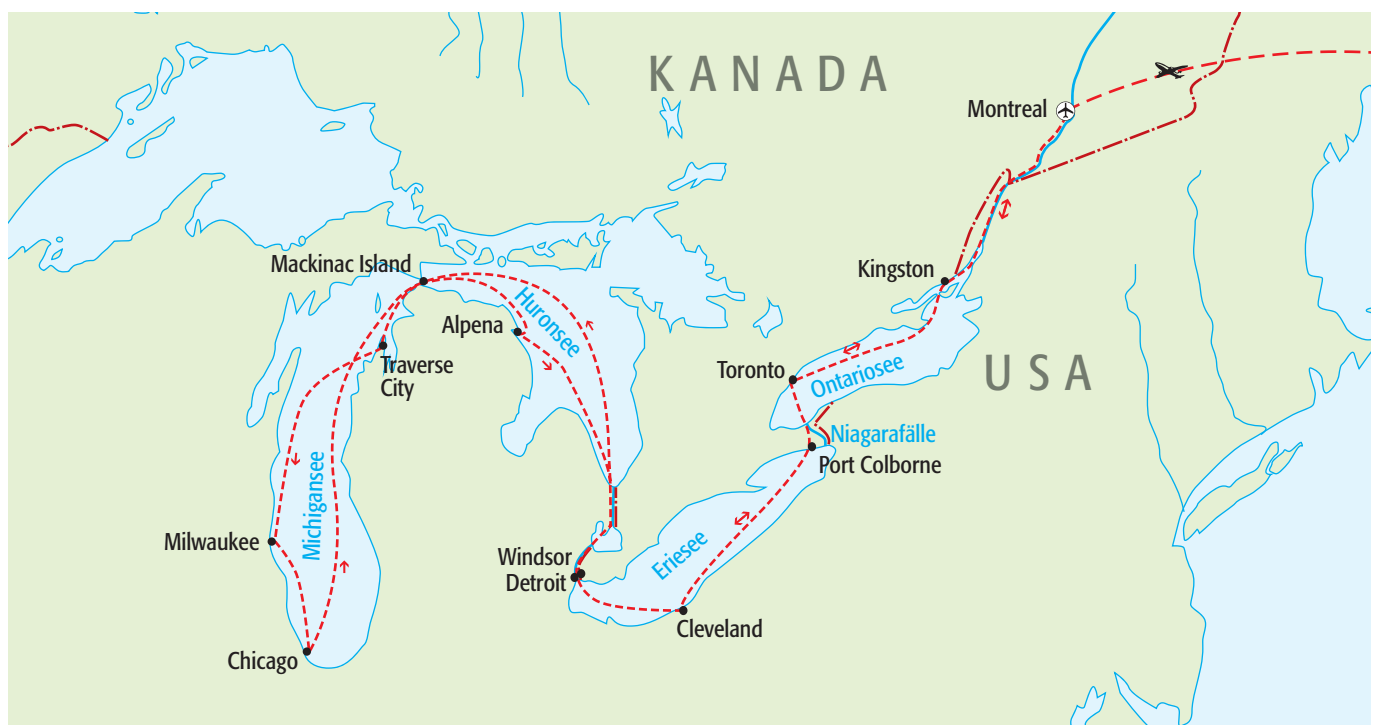 KANADA
Montreal
Mackinac Island
Kingston
Huronsee
Alpena
Traverse
City
Toronto
Ontariosee
USA
Niagarafälle
Port Colborne
Michigansee
Milwaukee
Windsor
Detroit
Eriesee
Cleveland
Chicago